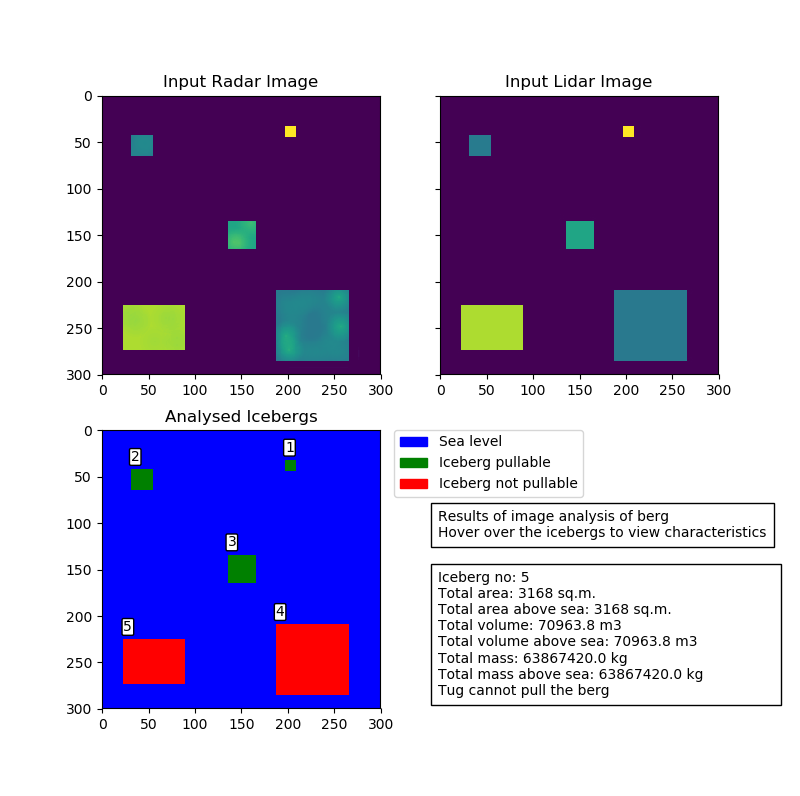 Input Radar Image
Input Lidar Image
0
50
100
150
200
250
300
0 50 100 150 200 250 300
0 50 100 150 200 250 300
Analysed Icebergs
0
50
100
150
200
250
300
0 50 100 150 200 250 300
1
2
3
4
5
Sea level
Iceberg pullable
Iceberg not pullable
Results of image analysis of berg
Hover over the icebergs to view characteristics
Iceberg no: 5
Total area: 3168 sq.m.
Total area above sea: 3168 sq.m.
Total volume: 70963.8 m3
Total volume above sea: 70963.8 m3
Total mass: 63867420.0 kg
Total mass above sea: 63867420.0 kg
Tug cannot pull the berg